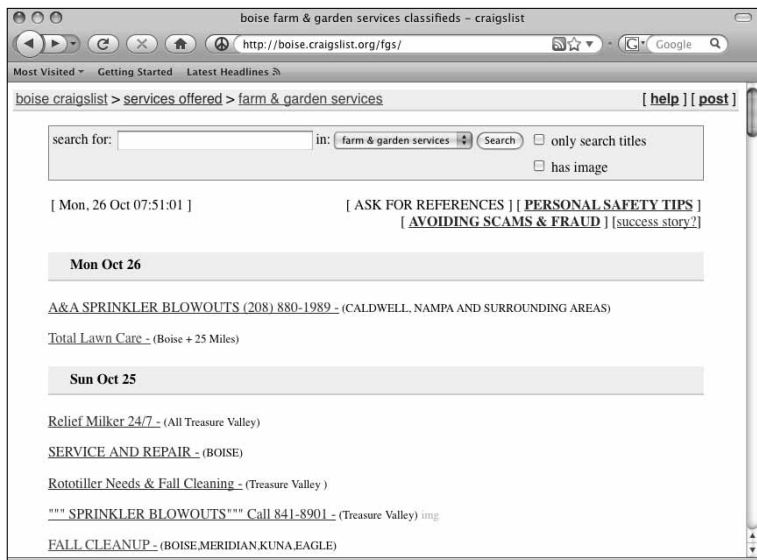 boise farm & garden services classifieds – craigslist
http://boise.craigslist.org/fgs/
G
Google
Most Visited
Getting Started
Latest Headlines
boise craigslist > services offered > farm & garden services
[ help ] [ post ]
search for:
in:
farm & garden services
Search
only search titles
has image
[ Mon, 26 Oct 07:51:01 ]
[ ASK FOR REFERENCES ] [ PERSONAL SAFETY TIPS ]
[ AVOIDING SCAMS & FRAUD ] [success story?]
Mon Oct 26
A&A SPRINKLER BLOWOUTS (208) 880-1989 - (CALDWELL, NAMPA AND SURROUNDING AREAS)
Total Lawn Care - (Boise + 25 Miles)
Sun Oct 25
Relief Milker 24/7 - (All Treasure Valley)
SERVICE AND REPAIR - (BOISE)
Rototiller Needs & Fall Cleaning - (Treasure Valley )
""" SPRINKLER BLOWOUTS""" Call 841-8901 - (Treasure Valley) img
FALL CLEANUP - (BOISE,MERIDIAN,KUNA,EAGLE)